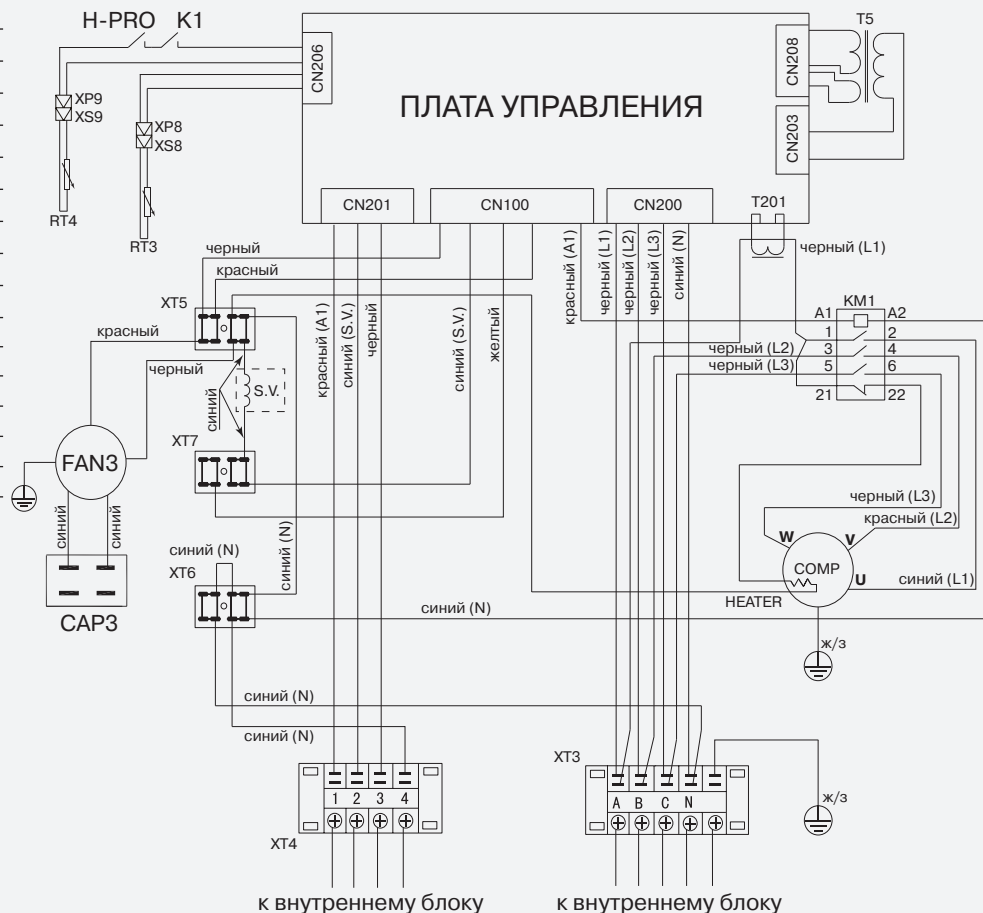 H-PRO K1
CN206
CN208
T5
ПЛАТА УПРАВЛЕНИЯ
XP9
XS9
XP8
XS8
CN203
RT4
RT3
CN201
CN100
CN200
T201
черный
красный
красный (A1)
синий (S.V.)
черный
синий (S.V.)
желтый
красный (A1)
черный (L1)
черный (L2)
черный (L3)
синий (N)
черный (L1)
XT5
красный
черный
синий
S.V.
KM1
A1 A2
1 2
черный (L2) 3 4
черный (L3) 5 6
21 22
XT7
FAN3
синий
синий
CAP3
синий (N)
синий (N)
XT6
синий (N)
черный (L3)
красный (L2)
W
V
COMP
U
синий (L1)
HEATER
ж/з
синий (N)
синий (N)
XT4
1 2 3 4
XT3
A B C N
ж/з
к внутреннему блоку
к внутреннему блоку